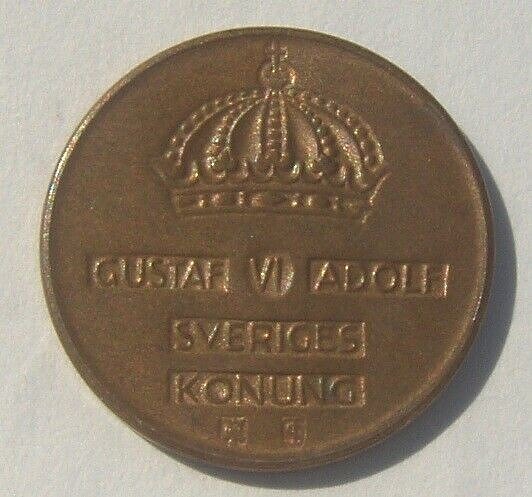 GUSTAF VI ADOLF
SVERIGES
KONUNG